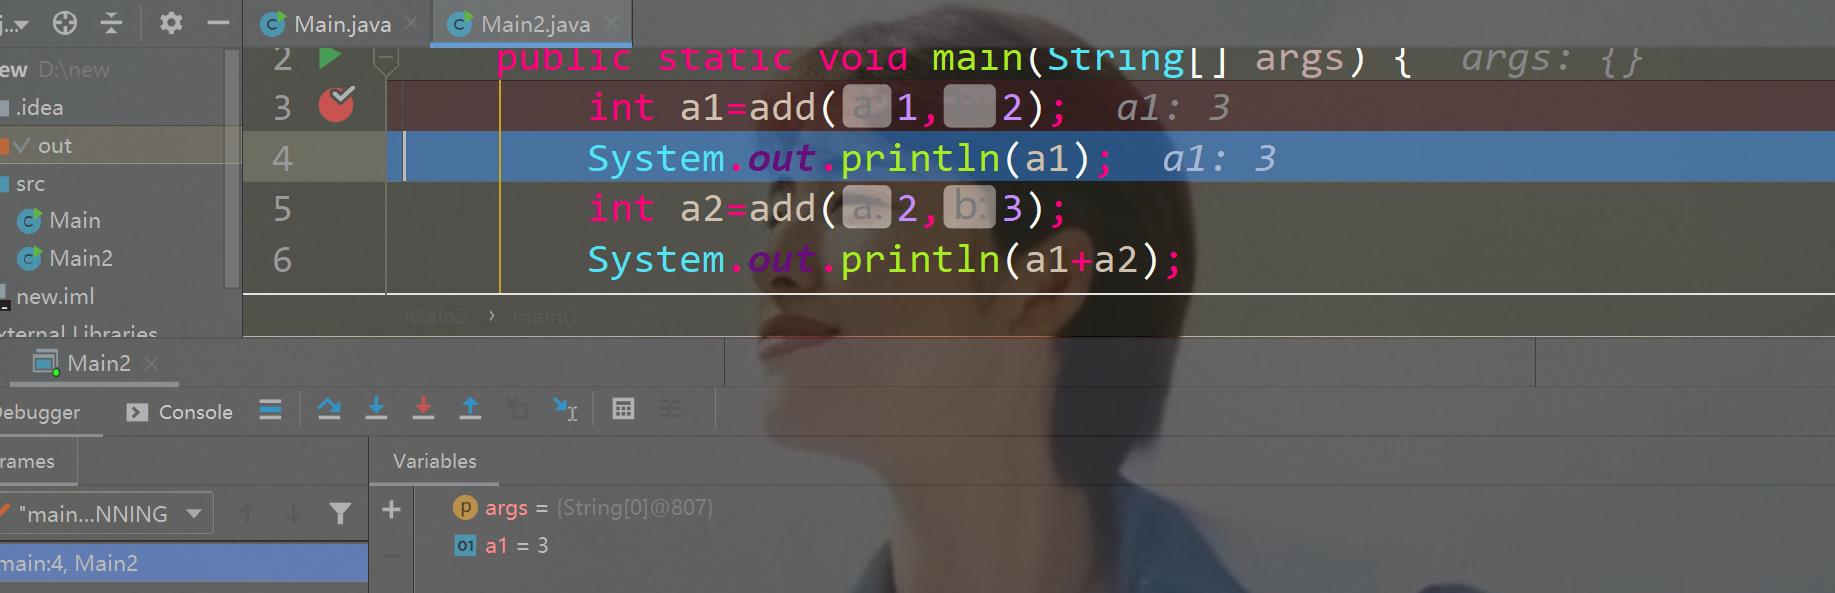 Main.java
Main2.java
ew D:\new
.idea
out
src
Main
Main2
new.iml
xternal Libraries
2 public static void main(String[] args) { args: {}
3 int a1=add(a:1,b:2); a1: 3
4 System.out.println(a1); a1: 3
5 int a2=add(a:2,b:3);
6 System.out.println(a1+a2);
Main2 › main()
Main2
Debugger
Console
rames
Variables
"main...NNING
main:4, Main2
p args = {String[0]@807}
01 a1 = 3